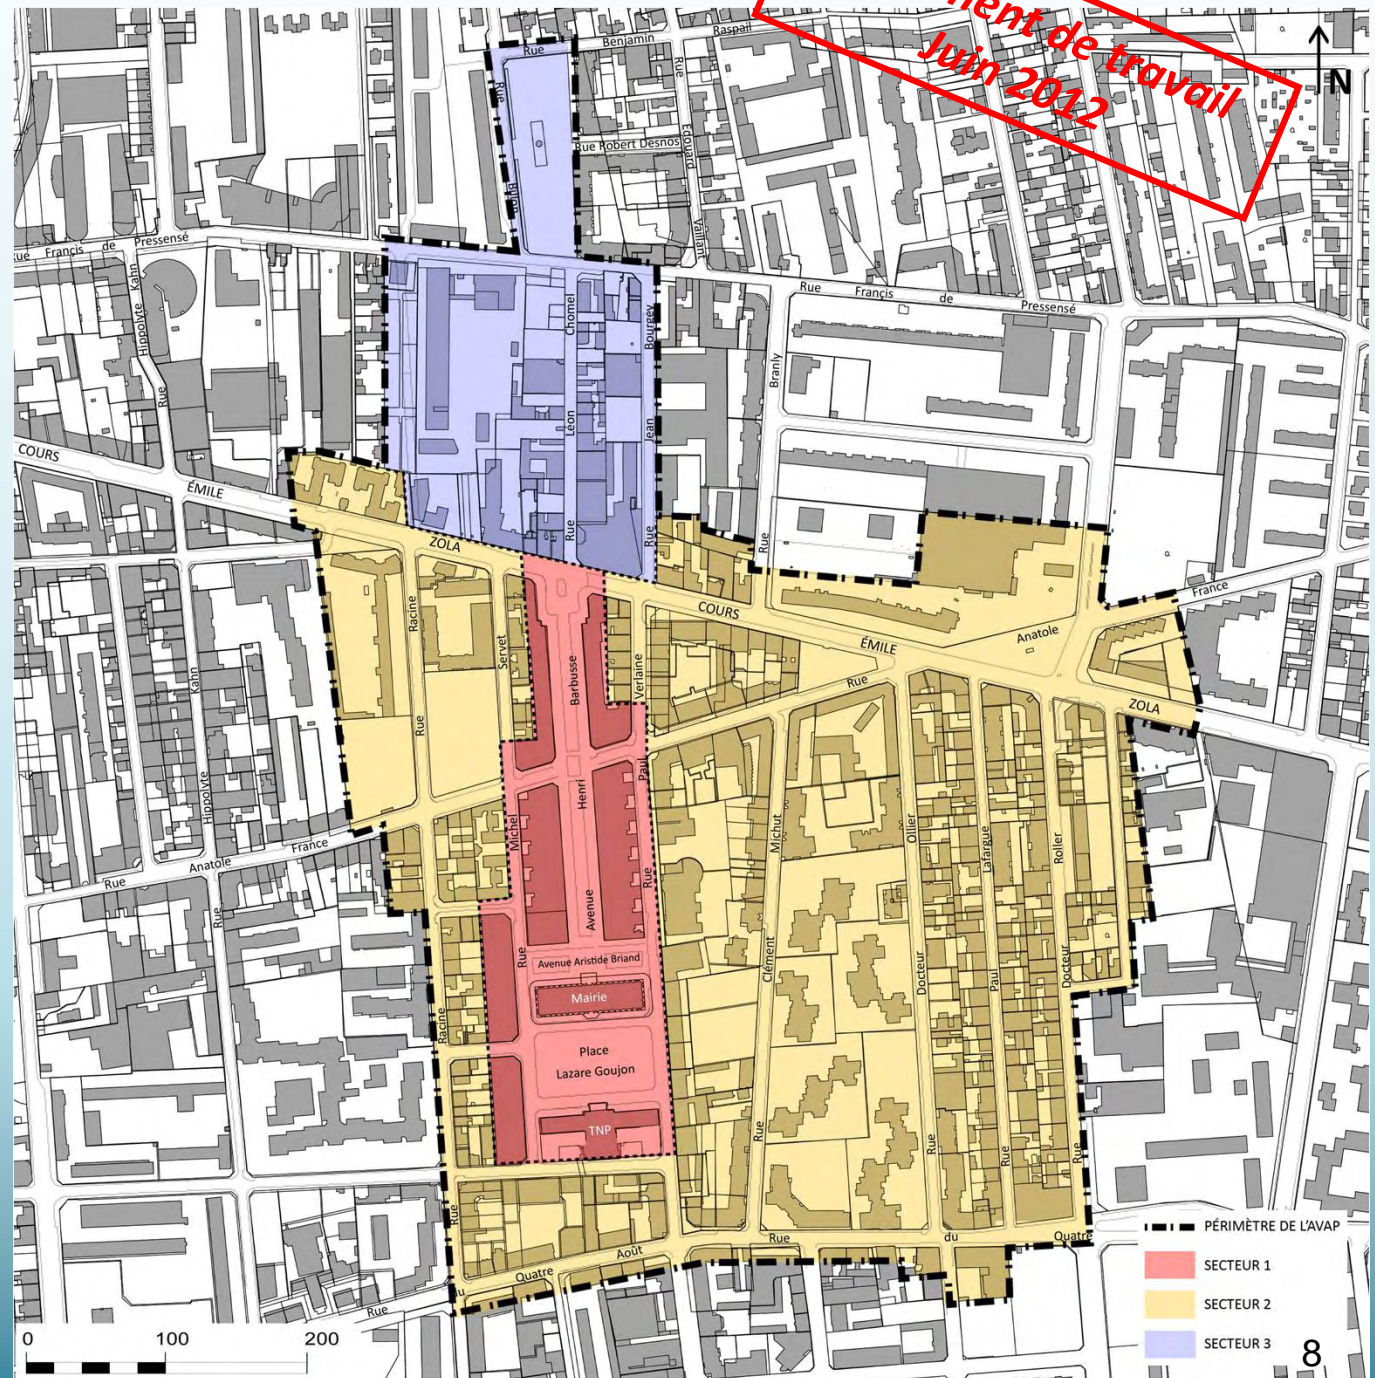 ment de travail
Juin 2012
N
Rue Benjamin Raspail
Rue Édouard Vaillant
Rue Robert Desnos
Rue Byron
Rue Francis de Pressensé
Rue Francis de Pressensé
Rue Hippolyte Kahn
Rue Léon Chomel
Rue Jean Bourgey
Rue Branly
COURS ÉMILE ZOLA
COURS ÉMILE ZOLA
Rue Anatole France
Rue Racine
Servet
Verlaine
Avenue Henri Barbusse
Rue Hippolyte kahn
Rue Michel
Rue Paul
Rue Anatole France
Rue Clément Michut
Rue Docteur Ollier
Rue Paul Lafargue
Rue Docteur Roller
Avenue Aristide Briand
Mairie
Place
Lazare Goujon
TNP
Rue Racine
Rue du Quatre Août
Rue du Quatre
PÉRIMÈTRE DE L'AVAP
SECTEUR 1
SECTEUR 2
SECTEUR 3
0 100 200
8